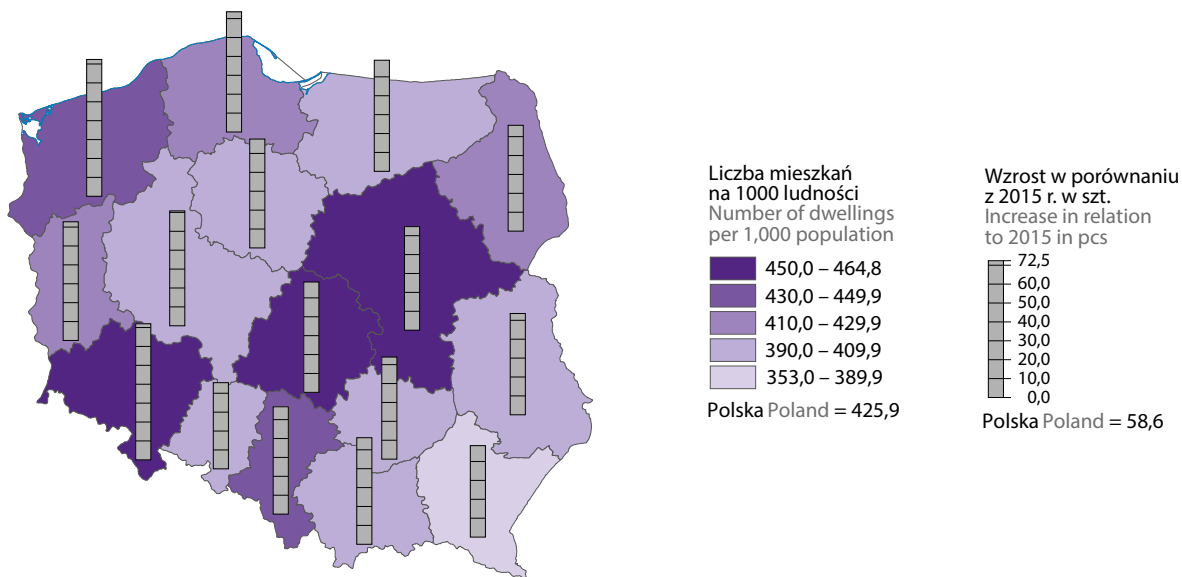 Liczba mieszkań
na 1000 ludności
Number of dwellings
per 1,000 population
450,0 – 464,8
430,0 – 449,9
410,0 – 429,9
390,0 – 409,9
353,0 – 389,9
Polska Poland = 425,9
Wzrost w porównaniu
z 2015 r. w szt.
Increase in relation
to 2015 in pcs
72,5
60,0
50,0
40,0
30,0
20,0
10,0
0,0
Polska Poland = 58,6